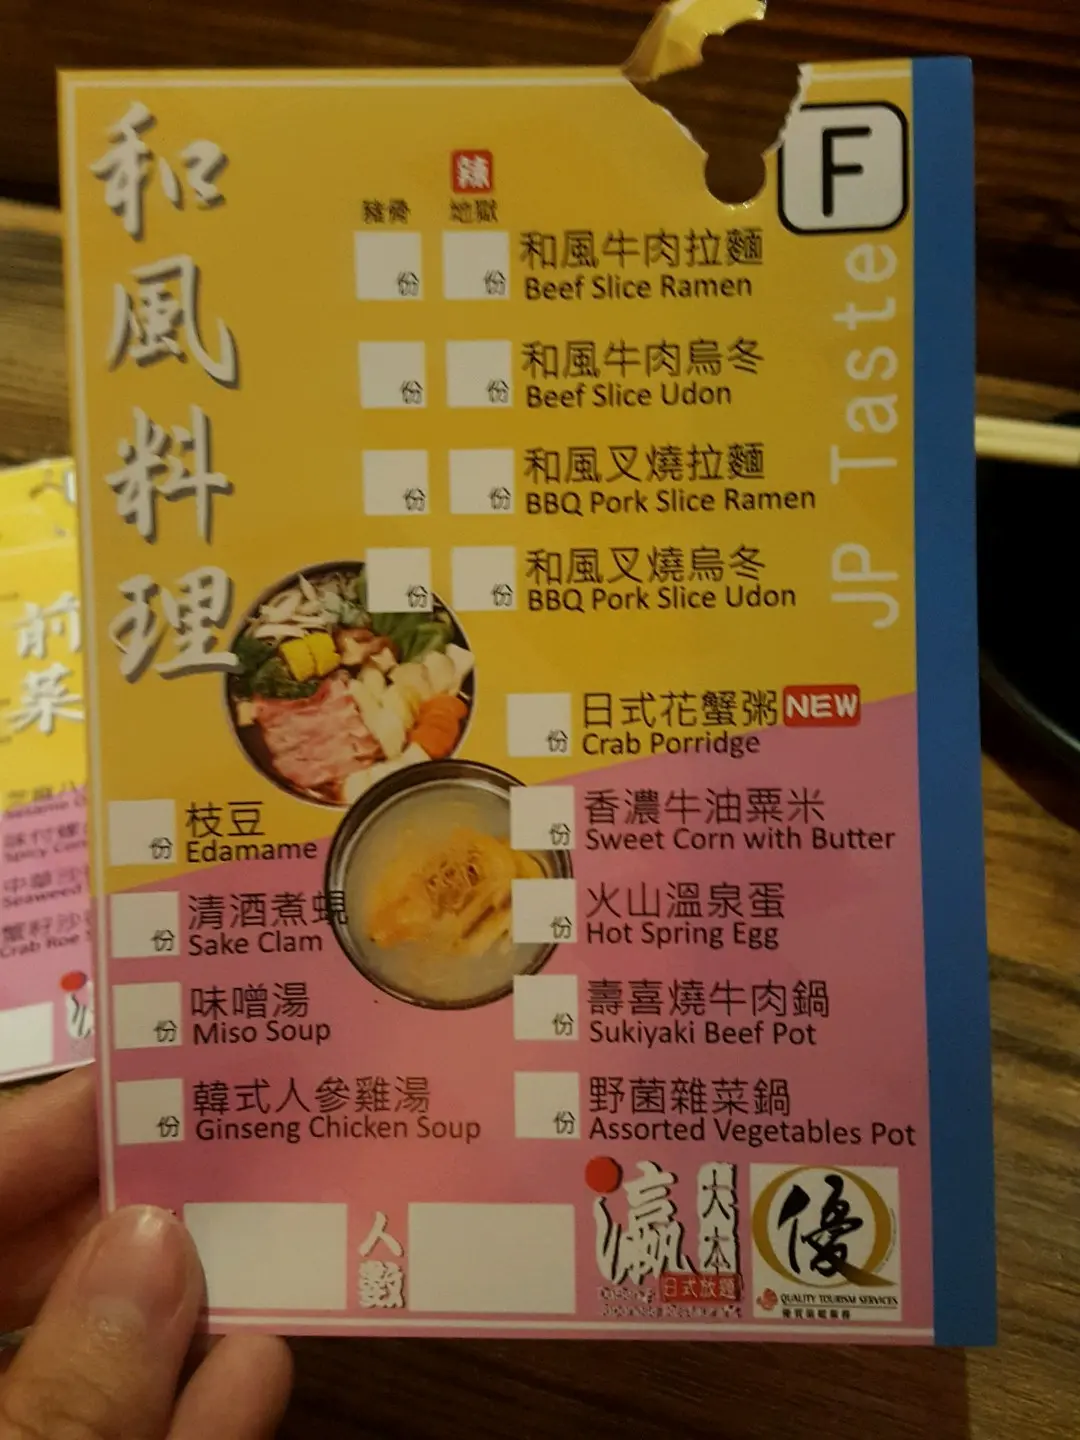 和風料理
F
JP Taste
辣
豬骨 地獄
份 份 和風牛肉拉麵
Beef Slice Ramen
份 份 和風牛肉烏冬
Beef Slice Udon
份 份 和風叉燒拉麵
BBQ Pork Slice Ramen
份 份 和風叉燒烏冬
BBQ Pork Slice Udon
份 日式花蟹粥 NEW
Crab Porridge
份 枝豆
Edamame
份 香濃牛油粟米
Sweet Corn with Butter
份 清酒煮蜆
Sake Clam
份 火山溫泉蛋
Hot Spring Egg
份 味噌湯
Miso Soup
份 壽喜燒牛肉鍋
Sukiyaki Beef Pot
份 韓式人參雞湯
Ginseng Chicken Soup
份 野菌雜菜鍋
Assorted Vegetables Pot
人數
瀛 大本
日式放題
優
QUALITY TOURISM SERVICES
前菜